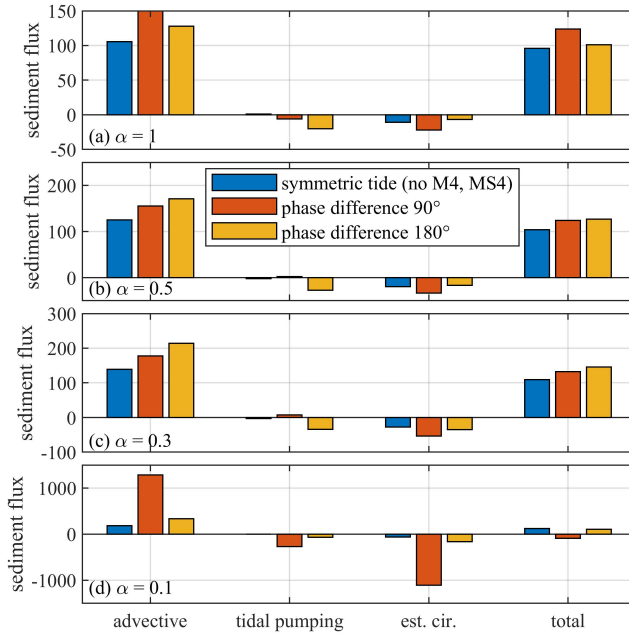 150
100
50
0
-50
sediment flux
(a) α = 1
200
100
0
sediment flux
(b) α = 0.5
symmetric tide (no M4, MS4)
phase difference 90°
phase difference 180°
300
200
100
0
-100
sediment flux
(c) α = 0.3
1000
0
-1000
sediment flux
(d) α = 0.1
advective
tidal pumping
est. cir.
total